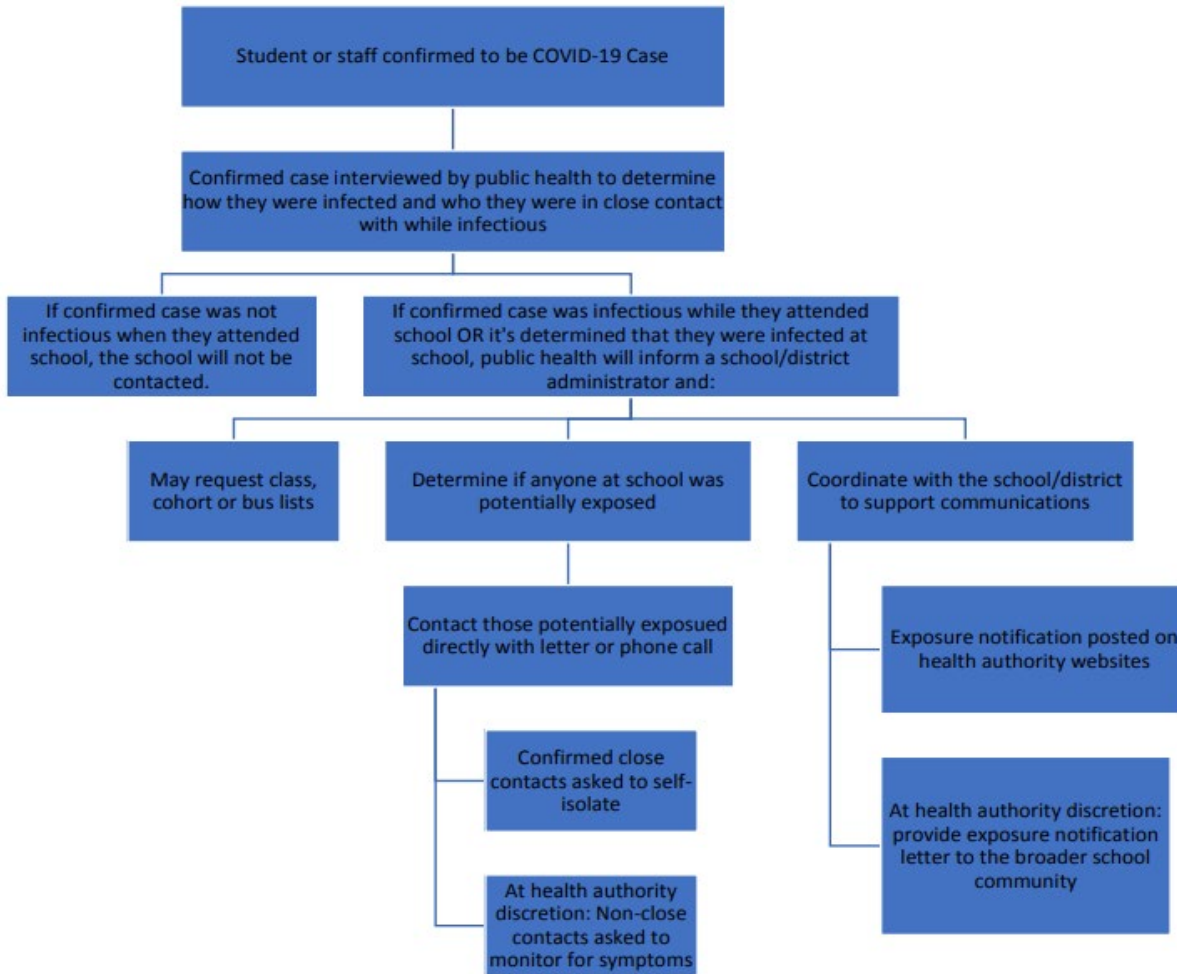 Student or staff confirmed to be COVID-19 Case
Confirmed case interviewed by public health to determine
how they were infected and who they were in close contact
with while infectious
If confirmed case was not
infectious when they attended
school, the school will not be
contacted.
If confirmed case was infectious while they attended
school OR it's determined that they were infected at
school, public health will inform a school/district
administrator and:
May request class,
cohort or bus lists
Determine if anyone at school was
potentially exposed
Coordinate with the school/district
to support communications
Contact those potentially exposued
directly with letter or phone call
Confirmed close
contacts asked to self-
isolate
At health authority
discretion: Non-close
contacts asked to
monitor for symptoms
Exposure notification posted on
health authority websites
At health authority discretion:
provide exposure notification
letter to the broader school
community